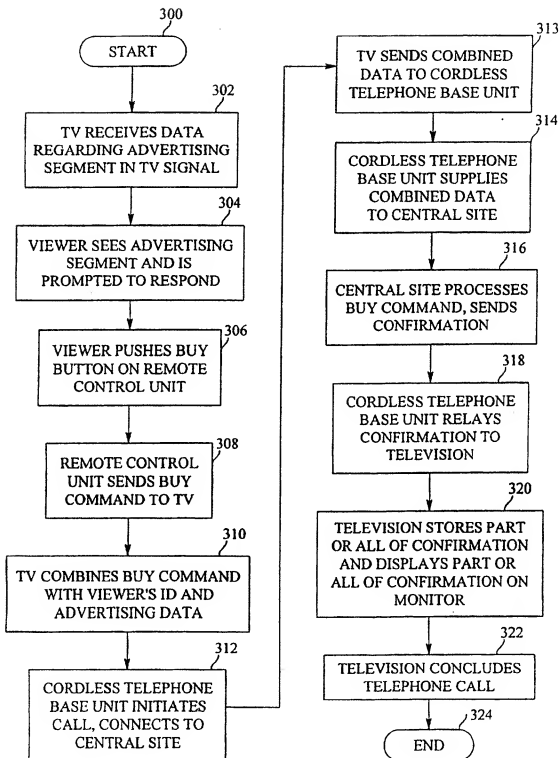 300
START
302
TV RECEIVES DATA
REGARDING ADVERTISING
SEGMENT IN TV SIGNAL
304
VIEWER SEES ADVERTISING
SEGMENT AND IS
PROMPTED TO RESPOND
306
VIEWER PUSHES BUY
BUTTON ON REMOTE
CONTROL UNIT
308
REMOTE CONTROL
UNIT SENDS BUY
COMMAND TO TV
310
TV COMBINES BUY COMMAND
WITH VIEWER'S ID AND
ADVERTISING DATA
312
CORDLESS TELEPHONE
BASE UNIT INITIATES
CALL, CONNECTS TO
CENTRAL SITE
313
TV SENDS COMBINED
DATA TO CORDLESS
TELEPHONE BASE UNIT
314
CORDLESS TELEPHONE
BASE UNIT SUPPLIES
COMBINED DATA
TO CENTRAL SITE
316
CENTRAL SITE PROCESSES
BUY COMMAND, SENDS
CONFIRMATION
318
CORDLESS TELEPHONE
BASE UNIT RELAYS
CONFIRMATION TO
TELEVISION
320
TELEVISION STORES PART
OR ALL OF CONFIRMATION
AND DISPLAYS PART OR
ALL OF CONFIRMATION ON
MONITOR
322
TELEVISION CONCLUDES
TELEPHONE CALL
324
END